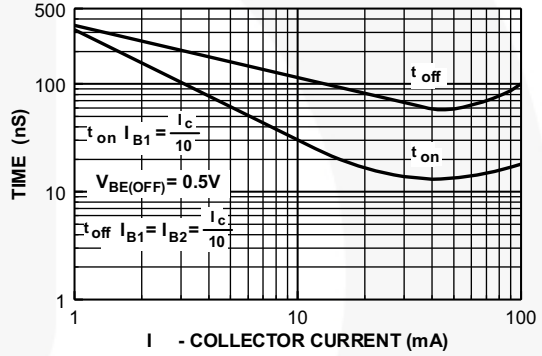 500
100
10
1
TIME (nS)
t off
t on
t on I B1 = I c / 10
V BE(OFF) = 0.5V
t off I B1 = I B2 = I c / 10
1 10 100
I - COLLECTOR CURRENT (mA)